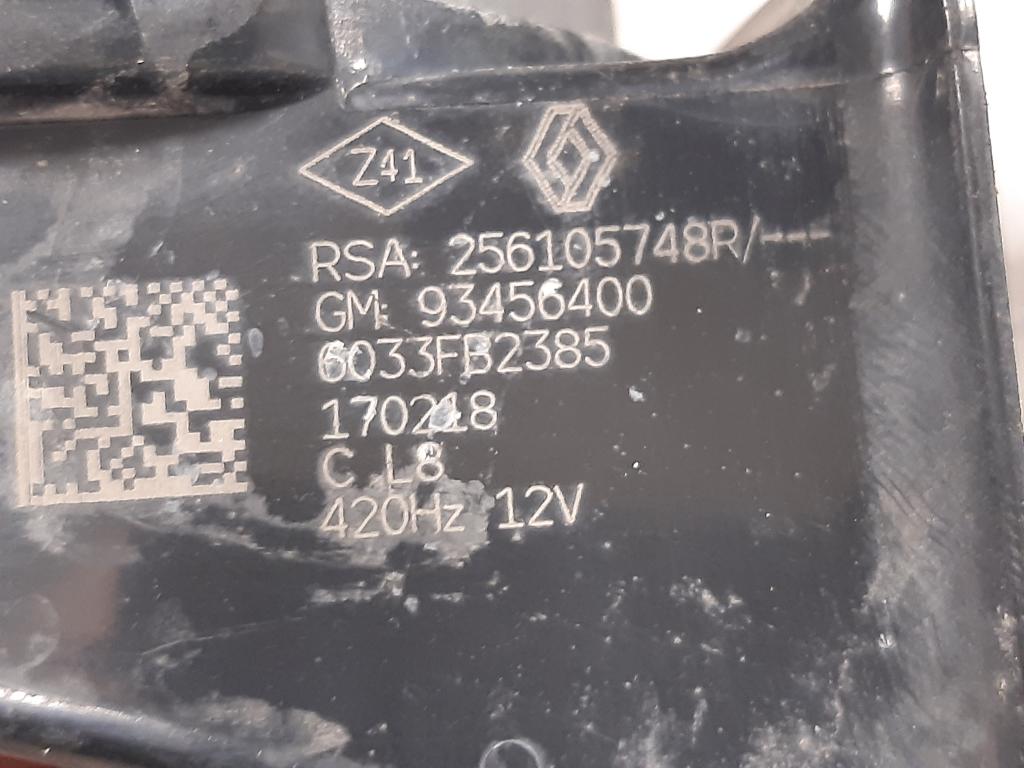 Z41
RSA: 256105748R/---
GM: 93456400
6033FB2385
170218
C L8
420Hz 12V